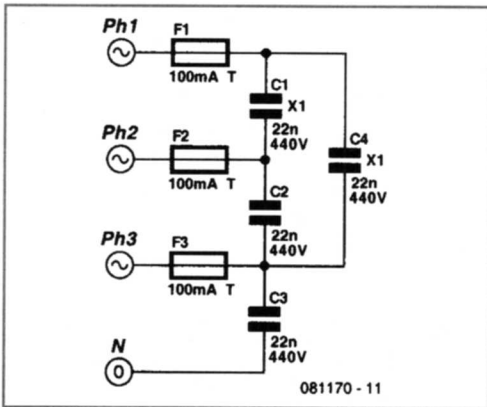 Ph1
F1
100mA T
C1
X1
22n
440V
C4
X1
22n
440V
Ph2
F2
100mA T
C2
22n
440V
Ph3
F3
100mA T
C3
22n
440V
N
0
081170 - 11